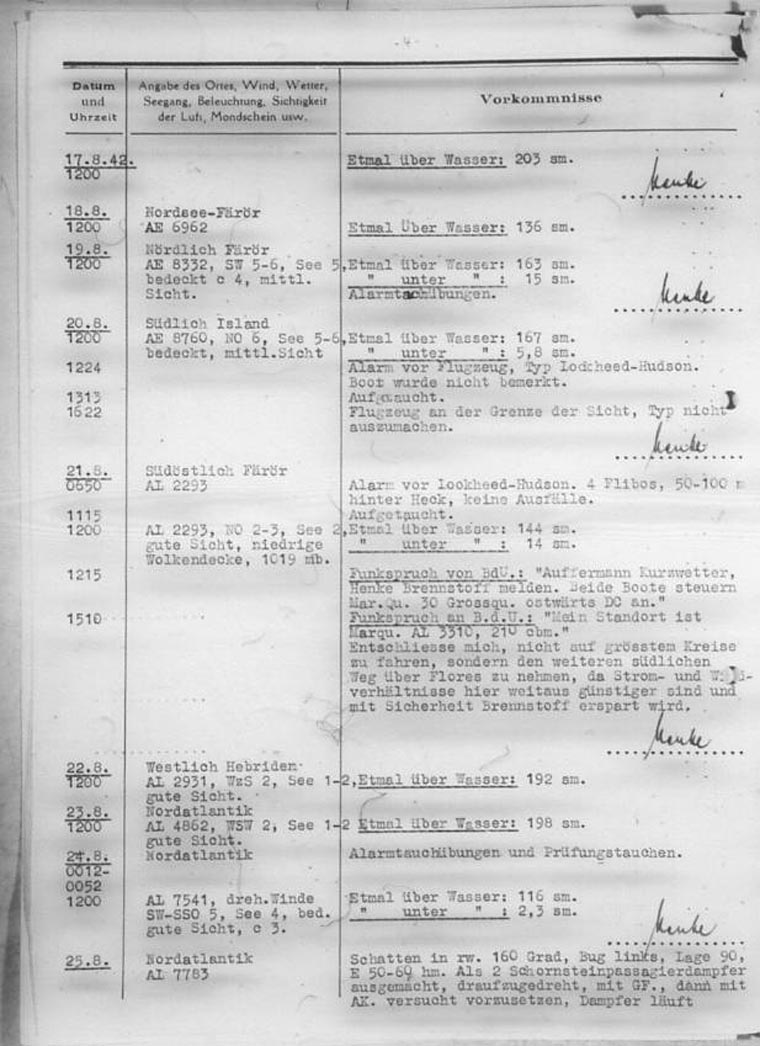 - 4 -
Datum
und
Uhrzeit
Angabe des Ortes, Wind, Wetter,
Seegang, Beleuchtung, Sichtigkeit
der Luft, Mondschein usw.
Vorkommnisse
17.8.42. Etmal über Wasser: 203 sm.
1200
Henke
18.8. Nordsee-Färör
1200 AE 6962 Etmal Über Wasser: 136 sm.
19.8. Nördlich Färör
1200 AE 8332, SW 5-6, See 5, Etmal über Wasser: 163 sm.
bedeckt c 4, mittl. " unter " : 15 sm.
Sicht. Alarmtauchübungen.
Henke
20.8. Südlich Island
1200 AE 8760, NO 6, See 5-6, Etmal über Wasser: 167 sm.
bedeckt, mittl.Sicht " unter " : 5,8 sm.
1224 Alarm vor Flugzeug, Typ Lockheed-Hudson.
Boot wurde nicht bemerkt.
1313 Aufgetaucht.
1622 Flugzeug an der Grenze der Sicht, Typ nicht
auszumachen.
Henke
21.8. Südöstlich Färör
0650 AL 2293 Alarm vor Lookheed-Hudson. 4 Flibos, 50-100 m
hinter Heck, keine Ausfälle.
1115 Aufgetaucht.
1200 AL 2293, NO 2-3, See 2, Etmal über Wasser: 144 sm.
gute Sicht, niedrige " unter " : 14 sm.
Wolkendecke, 1019 mb.
1215 Funkspruch von BdU.: "Auffermann Kurzwetter,
Henke Brennstoff melden. Beide Boote steuern
Mar.Qu. 30 Grossqu. ostwärts DC an."
1510 Funkspruch an B.d.U.: "Mein Standort ist
Marqu. AL 3310, 210 cbm."
Entschliesse mich, nicht auf grösstem Kreise
zu fahren, sondern den weiteren südlichen
Weg über Flores zu nehmen, da Strom- und
verhältnisse hier weitaus günstiger sind und
mit Sicherheit Brennstoff erspart wird.
Henke
22.8. Westlich Hebriden
1200 AL 2931, WzS 2, See 1-2, Etmal über Wasser: 192 sm.
gute Sicht.
23.8. Nordatlantik
1200 AL 4862, WSW 2, See 1-2 Etmal über Wasser: 198 sm.
gute Sicht.
24.8. Nordatlantik Alarmtauchübungen und Prüfungstauchen.
0012-
0052
1200 AL 7541, dreh.Winde Etmal über Wasser: 116 sm.
SW-SSO 5, See 4, bed. " unter " : 2,3 sm.
gute Sicht, c 3.
Henke
25.8. Nordatlantik Schatten in rw. 160 Grad, Bug links, Lage 90,
AL 7783 E 50-60 hm. Als 2 Schornsteinpassagierdampfer
ausgemacht, draufzugedreht, mit GF., dann mit
AK. versucht vorzusetzen, Dampfer läuft